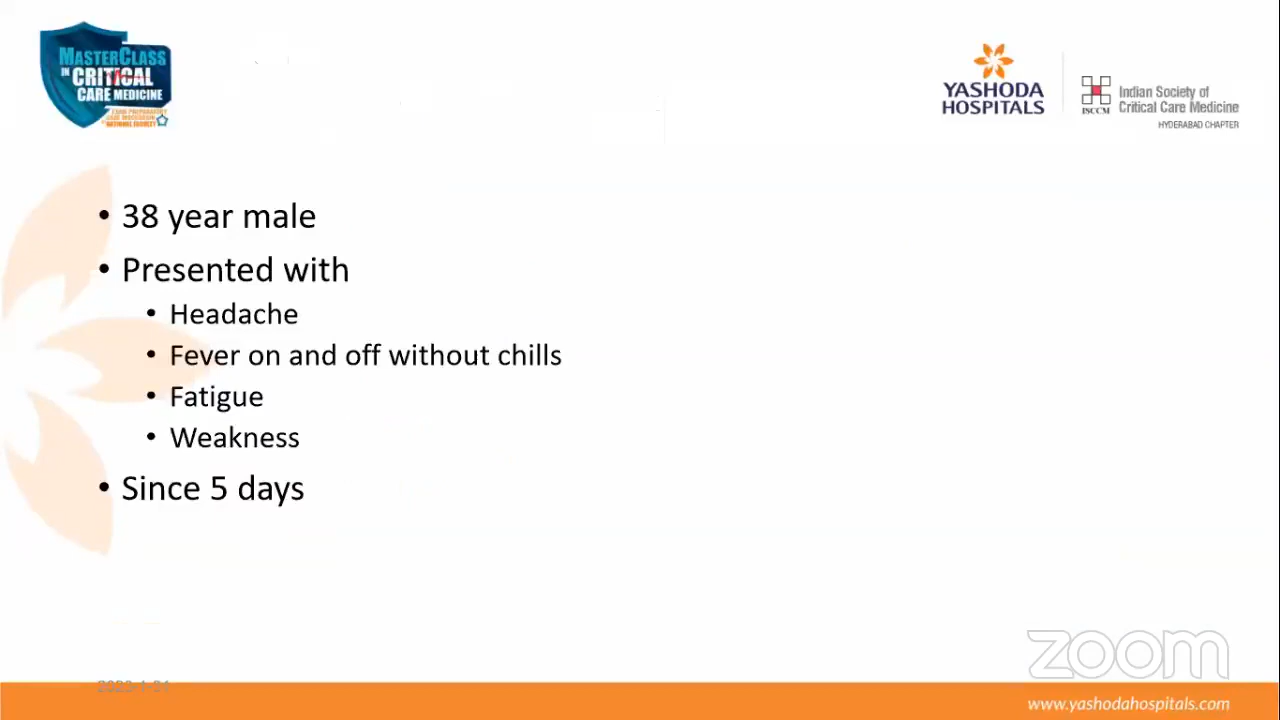 MASTERCLASS
IN CRITICAL
CARE MEDICINE
YASHODA
HOSPITALS
ISCCM
Indian Society of
Critical Care Medicine
HYDERABAD CHAPTER
• 38 year male
• Presented with
• Headache
• Fever on and off without chills
• Fatigue
• Weakness
• Since 5 days
zoom
www.yashodahospitals.com